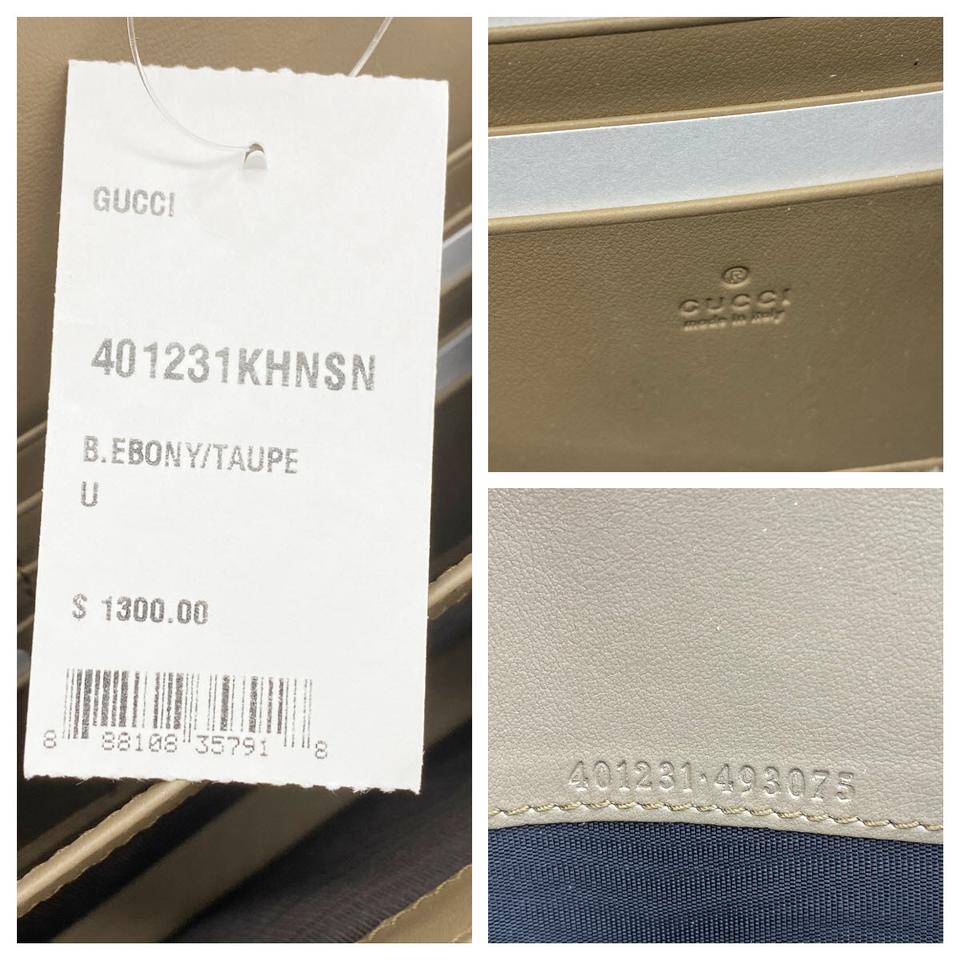 GUCCI
401231KHNSN
B.EBONY/TAUPE
U
$ 1300.00
8 88108 35791 8
®
GUCCI
made in italy
401231·493075